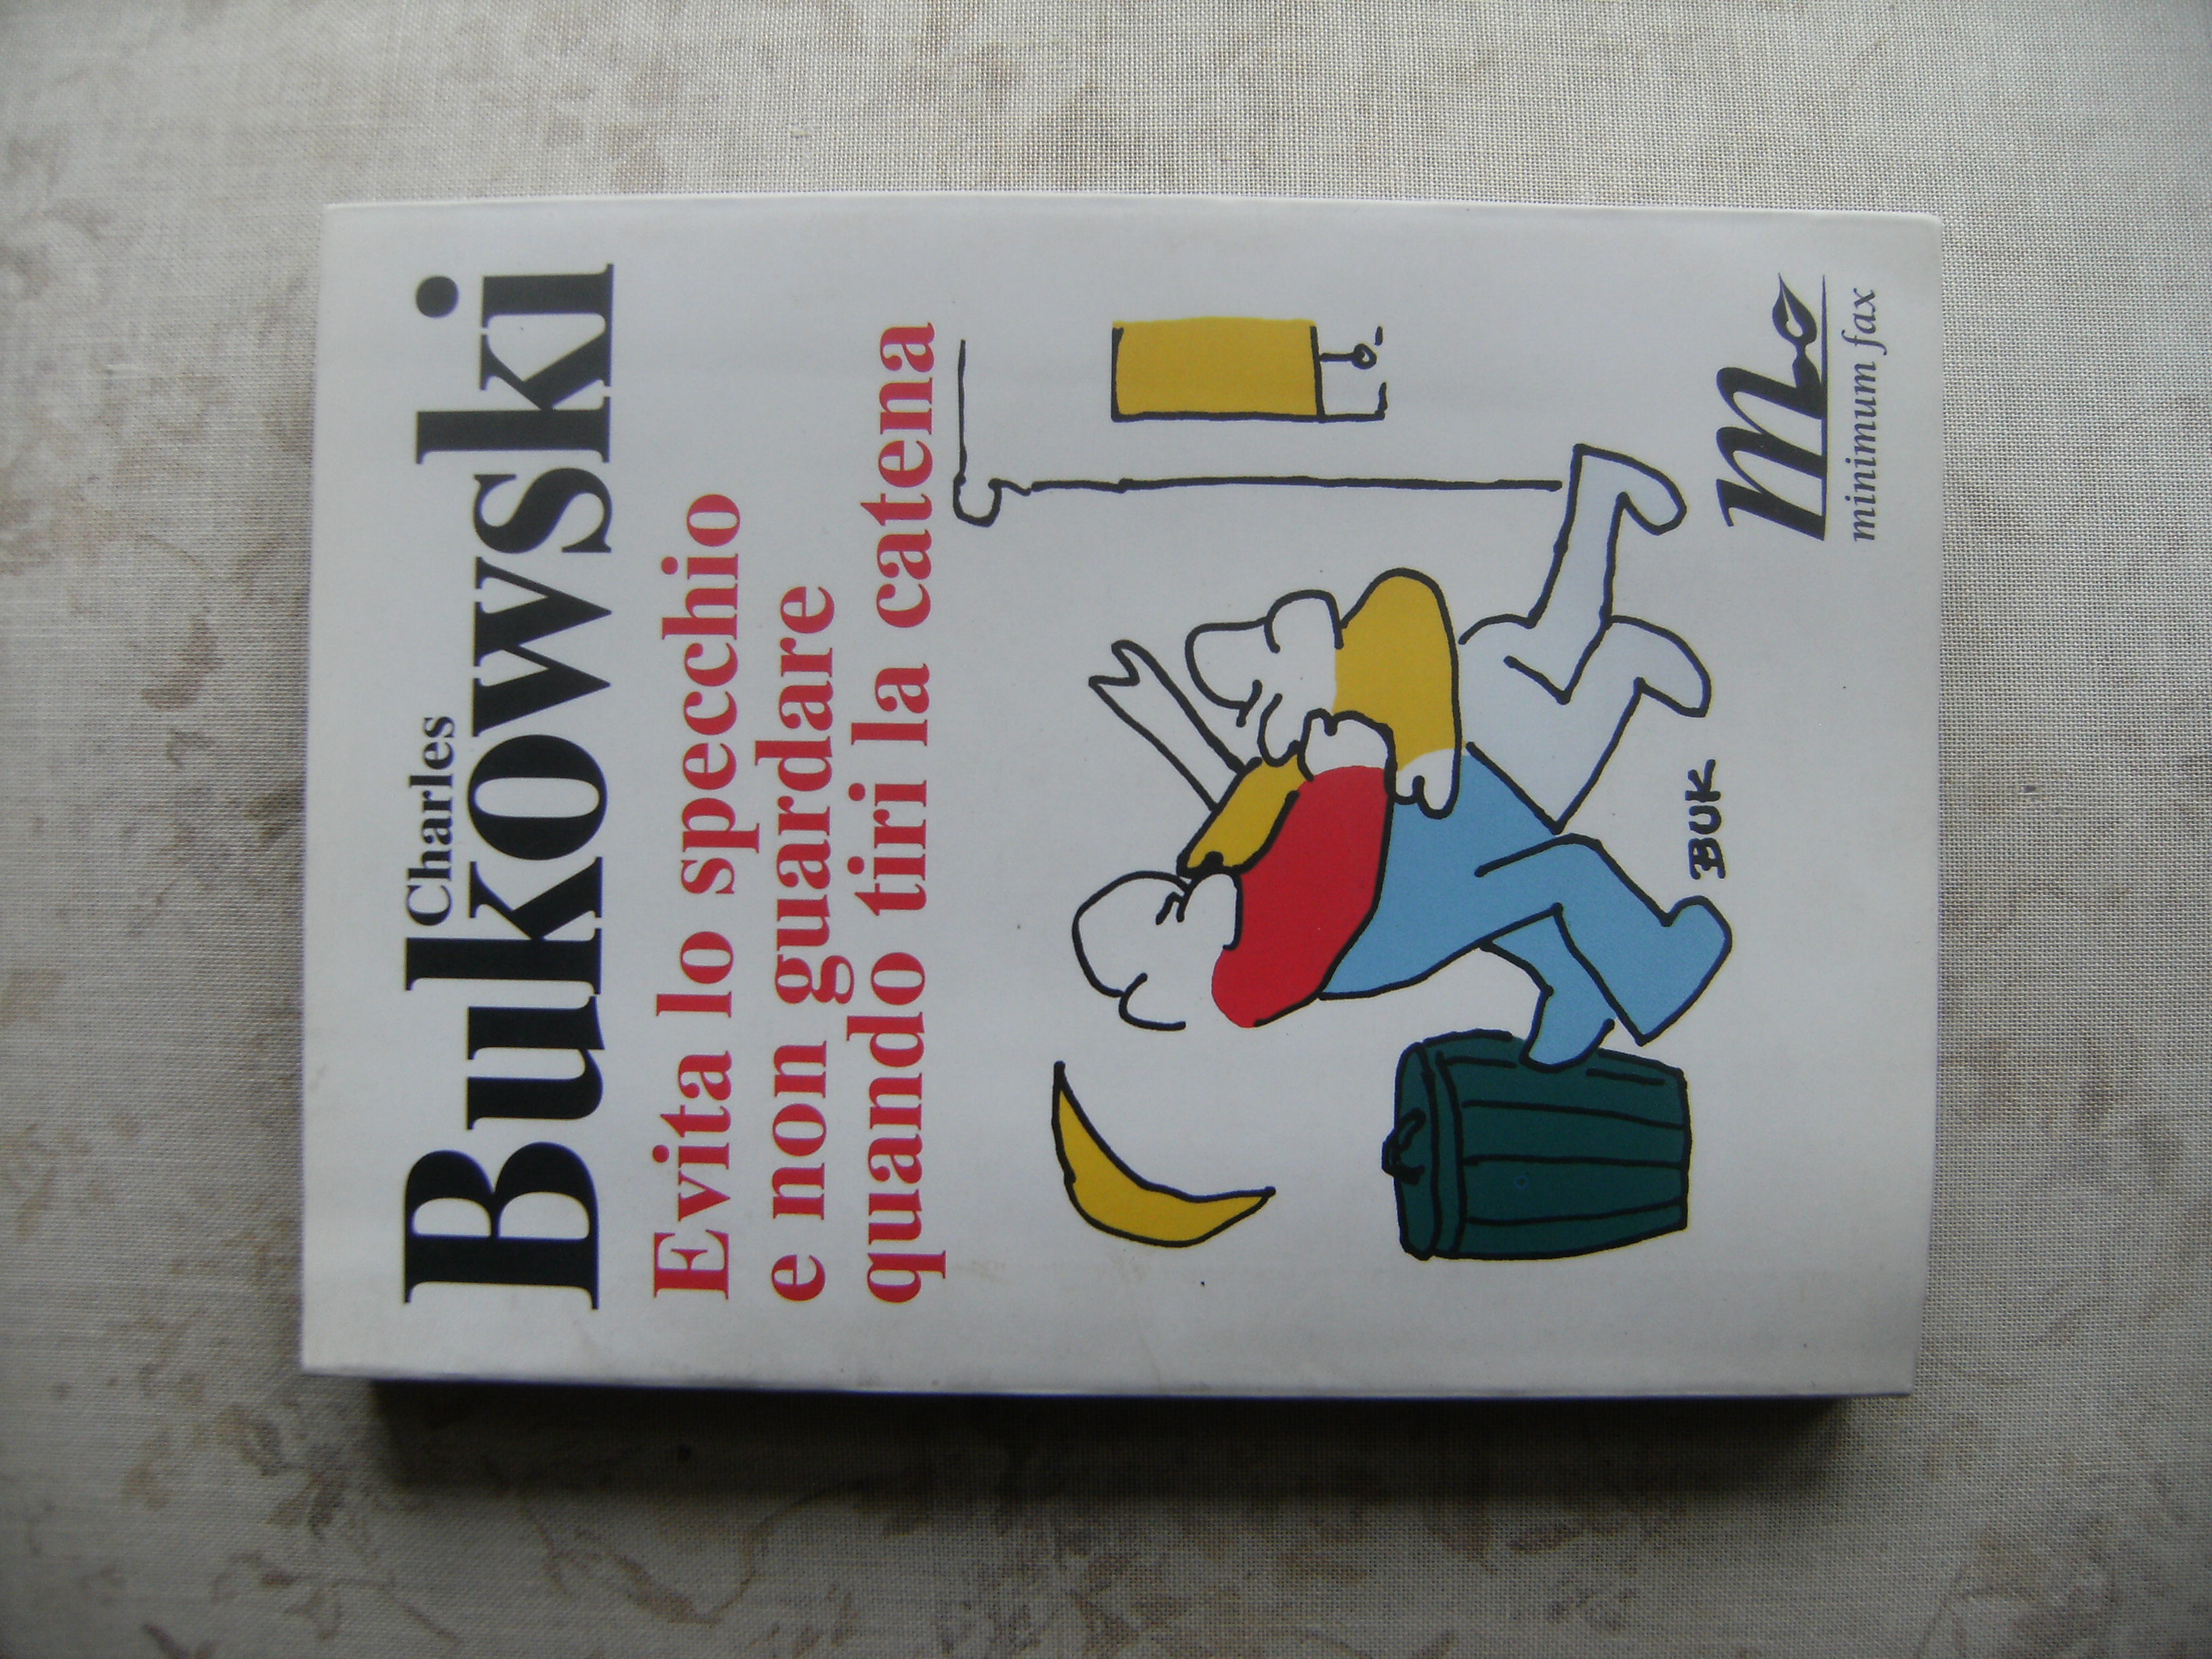 Charles
Bukowski
Evita lo specchio
e non guardare
quando tiri la catena
BUK
m
minimum fax